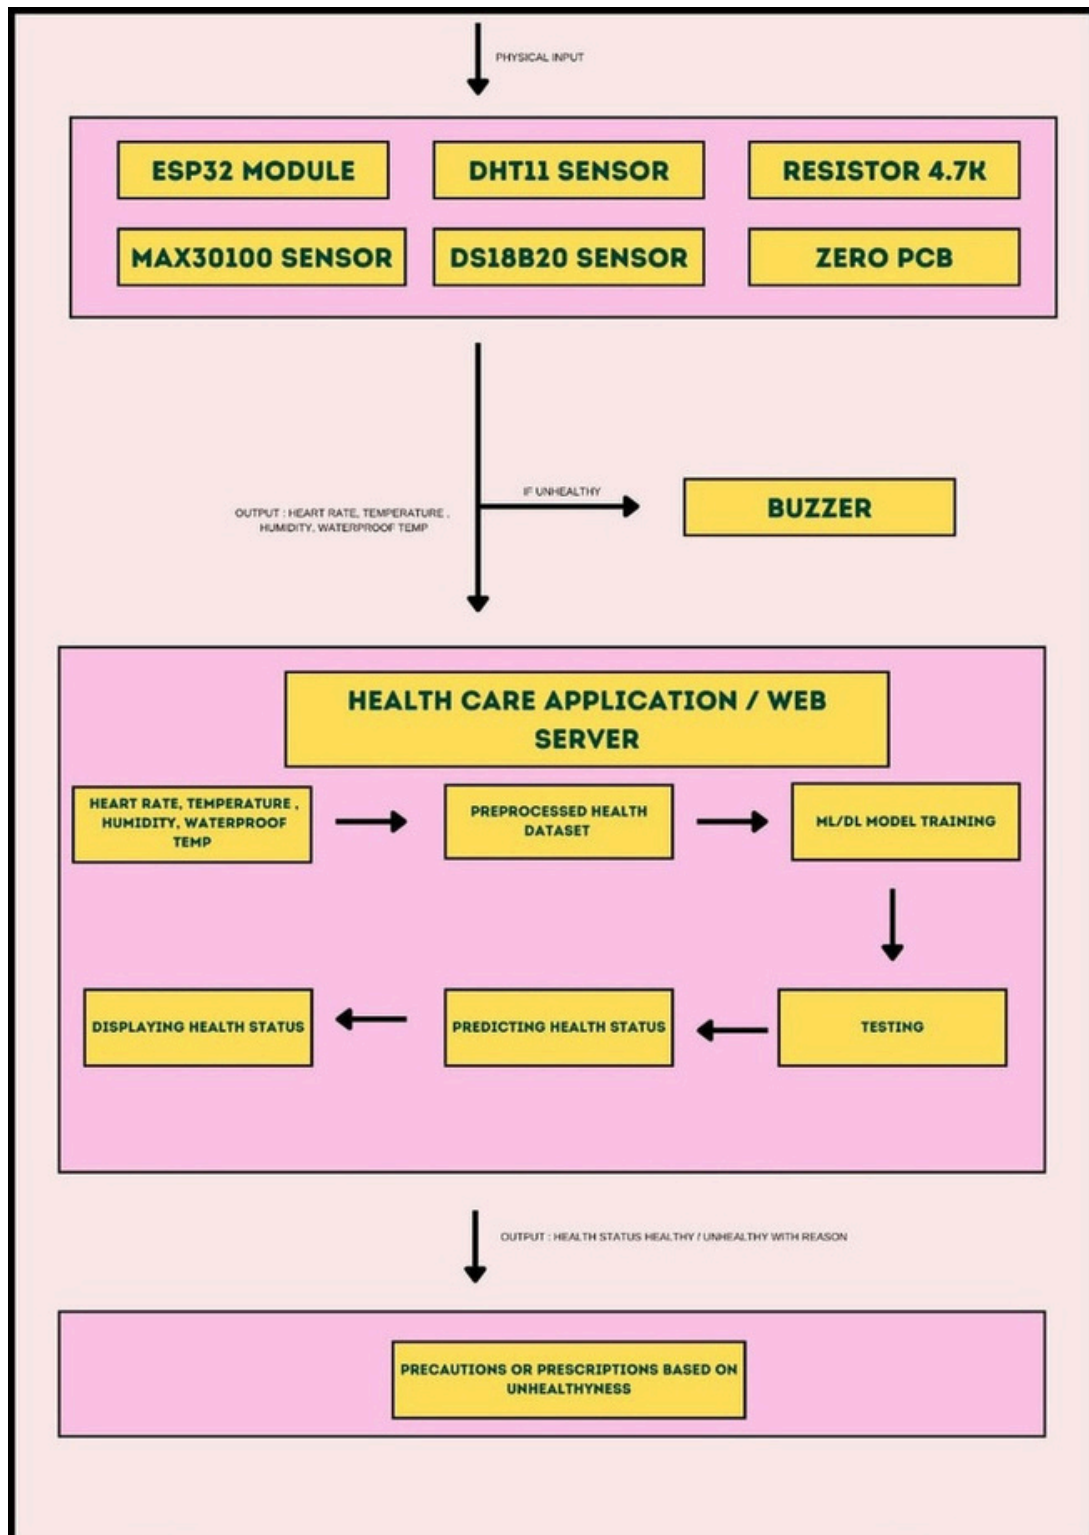 PHYSICAL INPUT
ESP32 MODULE
DHT11 SENSOR
RESISTOR 4.7K
MAX30100 SENSOR
DS18B20 SENSOR
ZERO PCB
IF UNHEALTHY
OUTPUT : HEART RATE, TEMPERATURE ,
HUMIDITY, WATERPROOF TEMP
BUZZER
HEALTH CARE APPLICATION / WEB
SERVER
HEART RATE, TEMPERATURE ,
HUMIDITY, WATERPROOF
TEMP
PREPROCESSED HEALTH
DATASET
ML/DL MODEL TRAINING
DISPLAYING HEALTH STATUS
PREDICTING HEALTH STATUS
TESTING
OUTPUT : HEALTH STATUS HEALTHY / UNHEALTHY WITH REASON
PRECAUTIONS OR PRESCRIPTIONS BASED ON
UNHEALTHYNESS